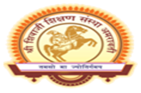 श्री शिवाजी शिक्षण संस्था अमरावती
तमसो मा ज्योतिर्गमय